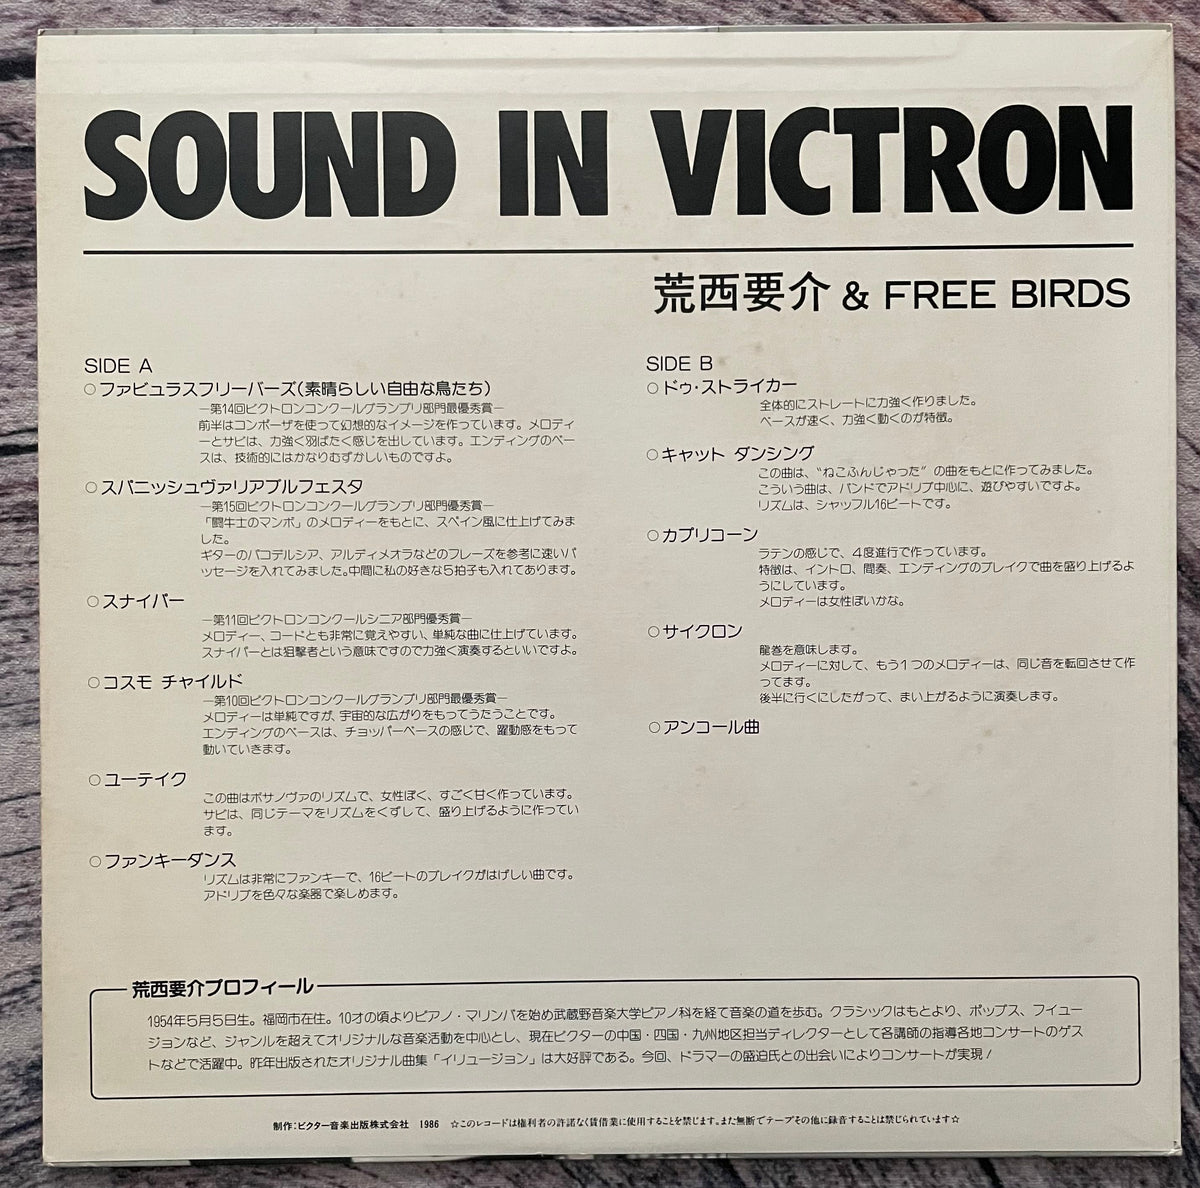 SOUND IN VICTRON
荒西要介 & FREE BIRDS
SIDE A
○ファビュラスフリーバーズ(素晴らしい自由な鳥たち)
―第14回ビクトロンコンクールグランプリ部門最優秀賞―
前半はコンポーザを使って幻想的なイメージを作っています。メロディ
ーとサビは、力強く羽ばたく感じを出しています。エンディングのベー
スは、技術的にはかなりむずかしいものですよ。
○スパニッシュヴァリアブルフェスタ
―第15回ビクトロンコンクールグランプリ部門優秀賞―
「闘牛士のマンボ」のメロディーをもとに、スペイン風に仕上げてみま
した。
ギターのパコデルシア、アルディメオラなどのフレーズを参考に速いパ
ッセージを入れてみました。中間に私の好きな5拍子も入れてあります。
○スナイパー
―第11回ビクトロンコンクールシニア部門優秀賞―
メロディー、コードとも非常に覚えやすい、単純な曲に仕上げています。
スナイパーとは狙撃者という意味ですので力強く演奏するといいですよ。
○コスモ チャイルド
―第10回ビクトロンコンクールグランプリ部門最優秀賞―
メロディーは単純ですが、宇宙的な広がりをもってうたうことです。
エンディングのベースは、チョッパーベースの感じで、躍動感をもって
動いていきます。
○ユーテイク
この曲はボサノヴァのリズムで、女性ぽく、すごく甘く作っています。
サビは、同じテーマをリズムをくずして、盛り上げるように作ってい
ます。
○ファンキーダンス
リズムは非常にファンキーで、16ビートのブレイクがはげしい曲です。
アドリブを色々な楽器で楽しめます。
SIDE B
○ドゥ・ストライカー
全体的にストレートに力強く作りました。
ベースが速く、力強く動くのが特徴。
○キャット ダンシング
この曲は、“ねこふんじゃった”の曲をもとに作ってみました。
こういう曲は、バンドでアドリブ中心に、遊びやすいですよ。
リズムは、シャッフル16ビートです。
○カプリコーン
ラテンの感じで、4度進行で作っています。
特徴は、イントロ、間奏、エンディングのブレイクで曲を盛り上げるよ
うにしています。
メロディーは女性ぽいかな。
○サイクロン
龍巻を意味します。
メロディーに対して、もう1つのメロディーは、同じ音を転回させて作
ってます。
後半に行くにしたがって、まい上がるように演奏します。
○アンコール曲
荒西要介プロフィール
1954年5月5日生。福岡市在住。10才の頃よりピアノ・マリンバを始め武蔵野音楽大学ピアノ科を経て音楽の道を歩む。クラシックはもとより、ポップス、フュー
ジョンなど、ジャンルを超えてオリジナルな音楽活動を中心とし、現在ビクターの中国・四国・九州地区担当ディレクターとして各講師の指導各地コンサートのゲス
トなどで活躍中。昨年出版されたオリジナル曲集「イリュージョン」は大好評である。今回、ドラマーの盛迫氏との出会いによりコンサートが実現!
制作:ビクター音楽出版株式会社 1986 ☆このレコードは権利者の許諾なく賃借業に使用することを禁じます。また無断でテープその他に録音することは禁じられています☆